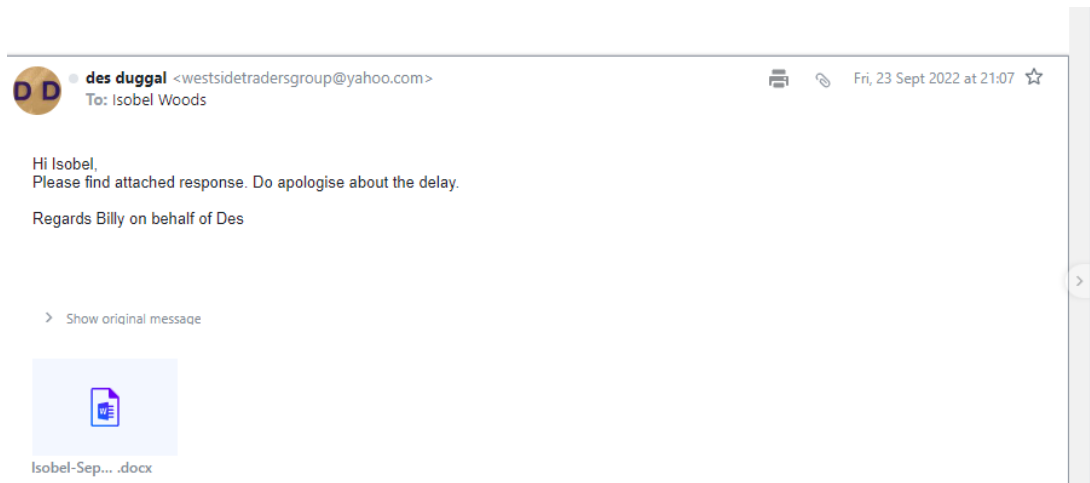 D D
des duggal <westsidetradersgroup@yahoo.com>
Fri, 23 Sept 2022 at 21:07
To: Isobel Woods
Hi Isobel,
Please find attached response. Do apologise about the delay.
Regards Billy on behalf of Des
Show original message
W
Isobel-Sep... .docx